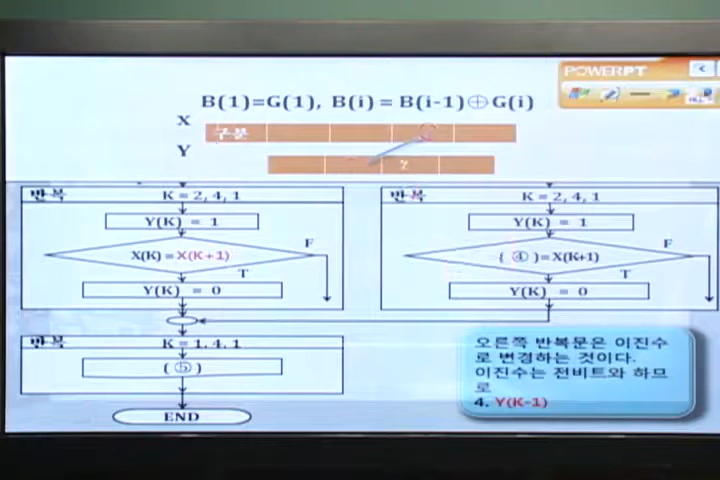 POWERPT
B(1)=G(1), B(i) = B(i-1)⊕G(i)
X
구분
Y
?
반복
K = 2, 4, 1
Y(K) = 1
X(K) = X(K+1)
F
T
Y(K) = 0
반복
K = 2, 4, 1
Y(K) = 1
( ④ )=X(K+1)
F
T
Y(K) = 0
반복
K = 1, 4, 1
( ⑤ )
END
오른쪽 반복문은 이진수
로 변경하는 것이다.
이진수는 전비트와 하므
로
4. Y(K-1)